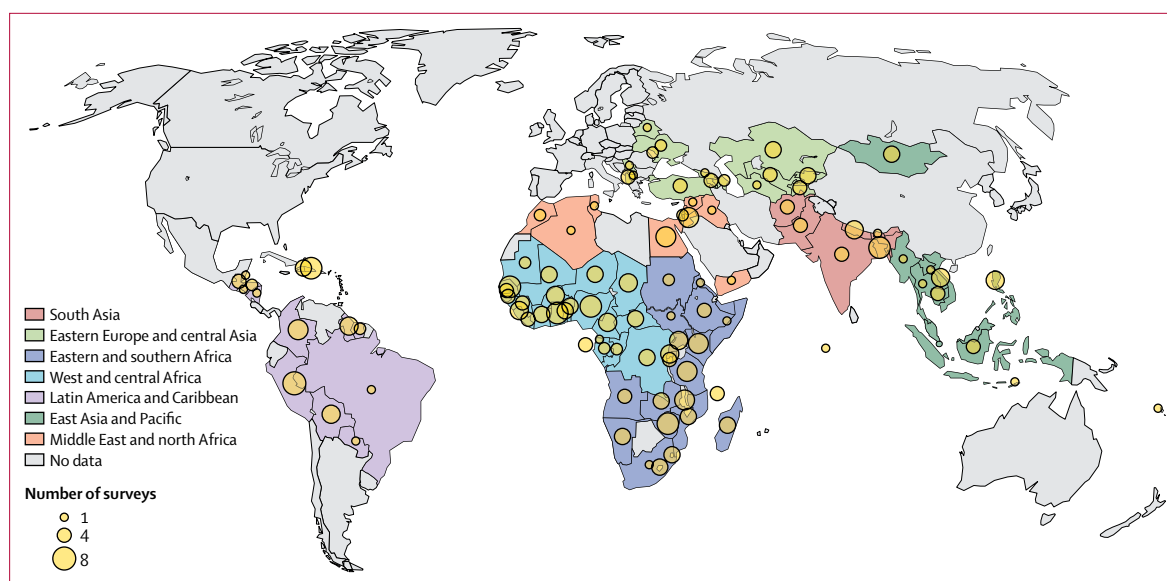 South Asia
Eastern Europe and central Asia
Eastern and southern Africa
West and central Africa
Latin America and Caribbean
East Asia and Pacific
Middle East and north Africa
No data
Number of surveys
1
4
8